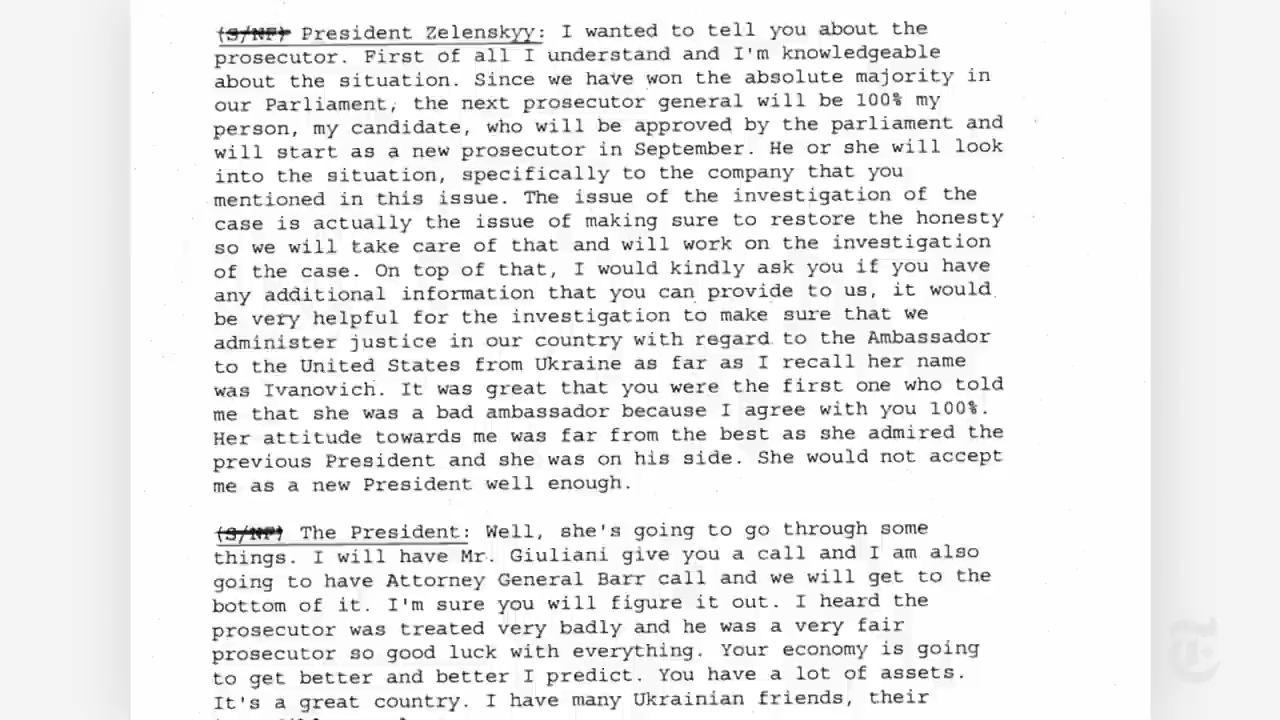 (S/NF) President Zelenskyy: I wanted to tell you about the
prosecutor. First of all I understand and I'm knowledgeable
about the situation. Since we have won the absolute majority in
our Parliament, the next prosecutor general will be 100% my
person, my candidate, who will be approved by the parliament and
will start as a new prosecutor in September. He or she will look
into the situation, specifically to the company that you
mentioned in this issue. The issue of the investigation of the
case is actually the issue of making sure to restore the honesty
so we will take care of that and will work on the investigation
of the case. On top of that, I would kindly ask you if you have
any additional information that you can provide to us, it would
be very helpful for the investigation to make sure that we
administer justice in our country with regard to the Ambassador
to the United States from Ukraine as far as I recall her name
was Ivanovich. It was great that you were the first one who told
me that she was a bad ambassador because I agree with you 100%.
Her attitude towards me was far from the best as she admired the
previous President and she was on his side. She would not accept
me as a new President well enough.
(S/NF) The President: Well, she's going to go through some
things. I will have Mr. Giuliani give you a call and I am also
going to have Attorney General Barr call and we will get to the
bottom of it. I'm sure you will figure it out. I heard the
prosecutor was treated very badly and he was a very fair
prosecutor so good luck with everything. Your economy is going
to get better and better I predict. You have a lot of assets.
It's a great country. I have many Ukrainian friends, their
T